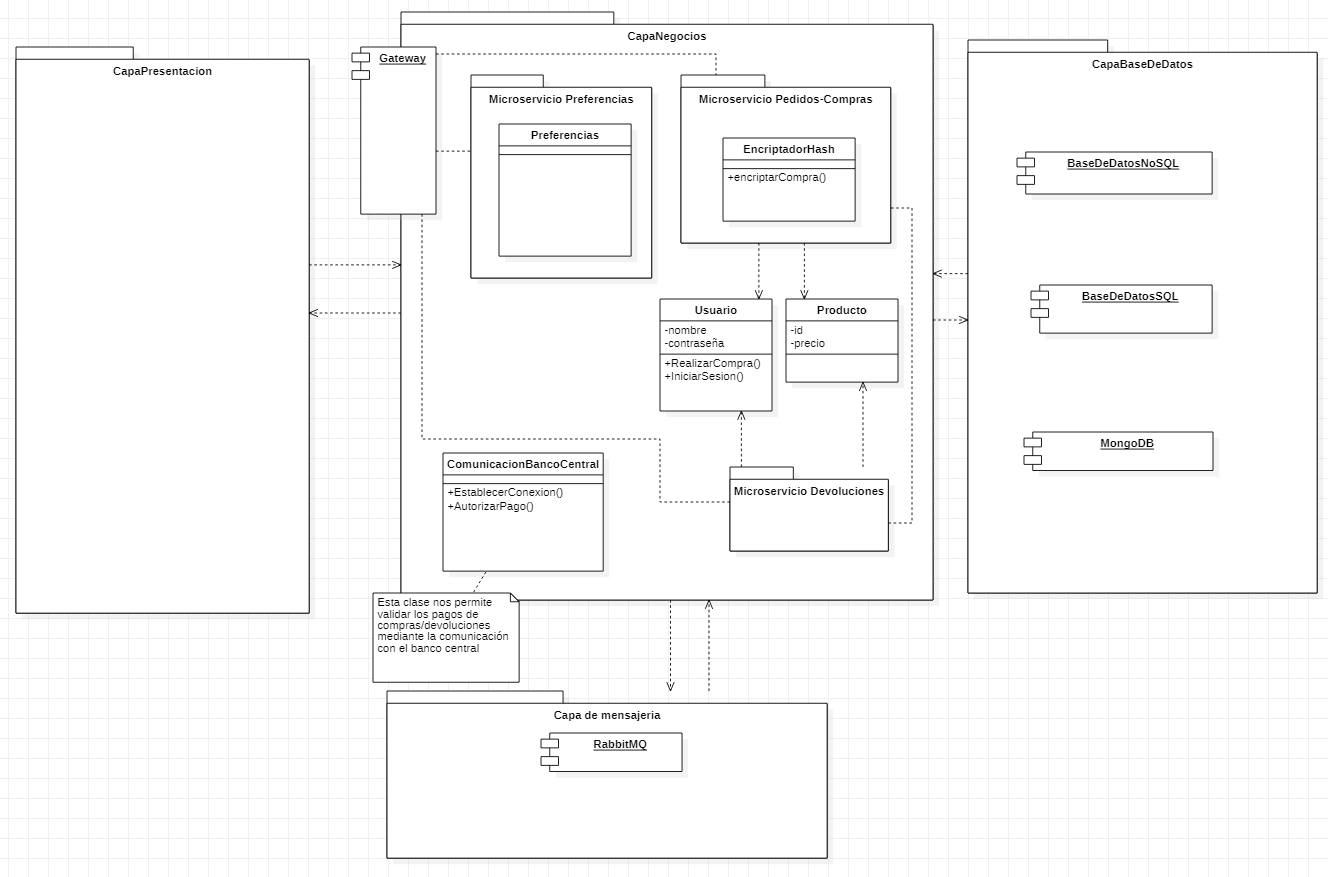 CapaPresentacion
CapaNegocios
Gateway
Microservicio Preferencias
Preferencias
Microservicio Pedidos-Compras
EncriptadorHash
+encriptarCompra()
Usuario
-nombre
-contraseña
+RealizarCompra()
+IniciarSesion()
Producto
-id
-precio
ComunicacionBancoCentral
+EstablecerConexion()
+AutorizarPago()
Microservicio Devoluciones
Esta clase nos permite
validar los pagos de
compras/devoluciones
mediante la comunicación
con el banco central
CapaBaseDeDatos
BaseDeDatosNoSQL
BaseDeDatosSQL
MongoDB
Capa de mensajeria
RabbitMQ